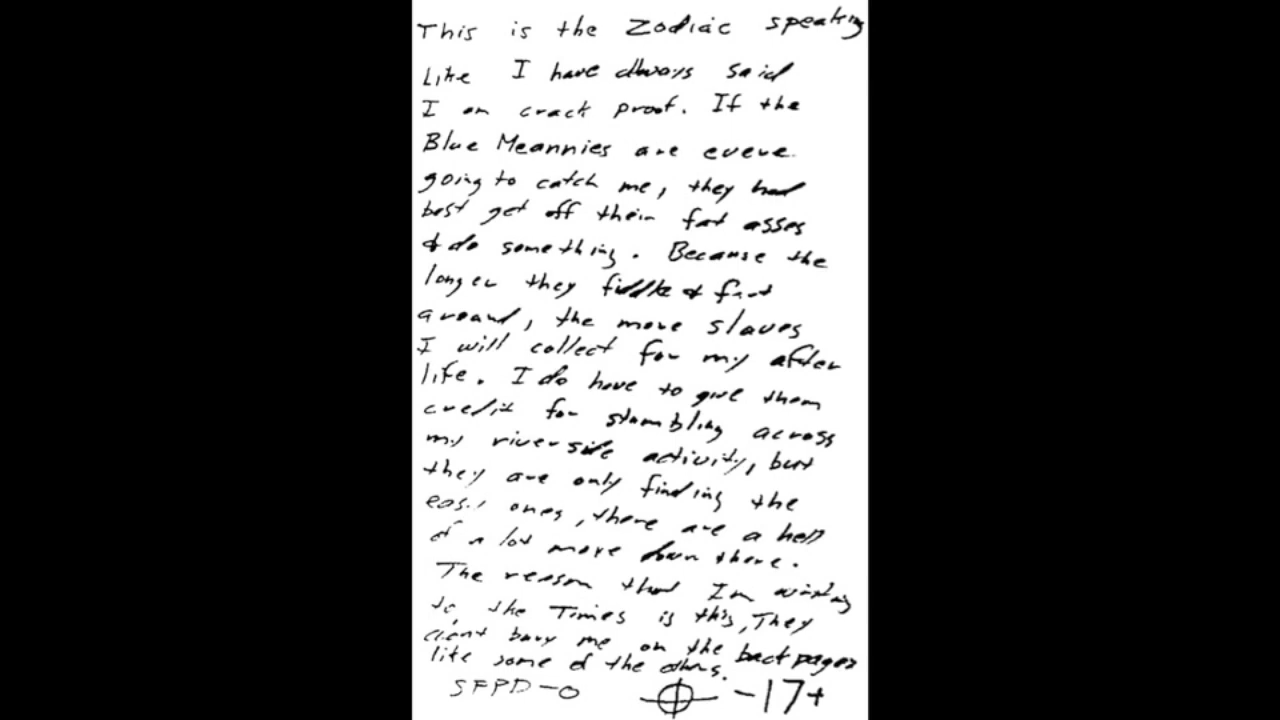 This is the Zodiac speaking
Like I have always said
I am crack proof. If the
Blue Meannies are evere
going to catch me, they had
best get off their fat asses
& do something. Because the
longer they fiddle & fart
around, the more slaves
I will collect for my after
life. I do have to give them
credit for stumbling across
my riverside activity, but
they are only finding the
easy ones, there are a hell
of a lot more down there.
The reason that Im writing
to the Times is this, They
dont bury me on the back pages
like some of the others.
SFPD-0 -17+